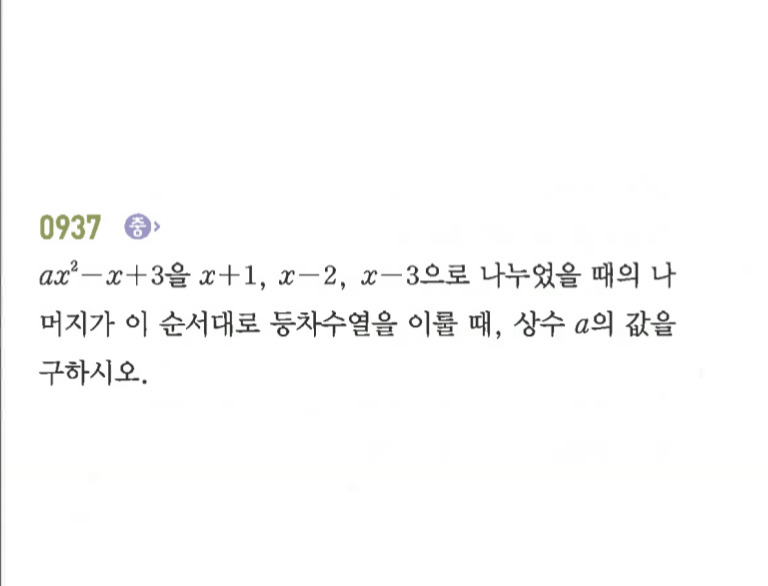 0937 중
ax²-x+3을 x+1, x-2, x-3으로 나누었을 때의 나
머지가 이 순서대로 등차수열을 이룰 때, 상수 a의 값을
구하시오.